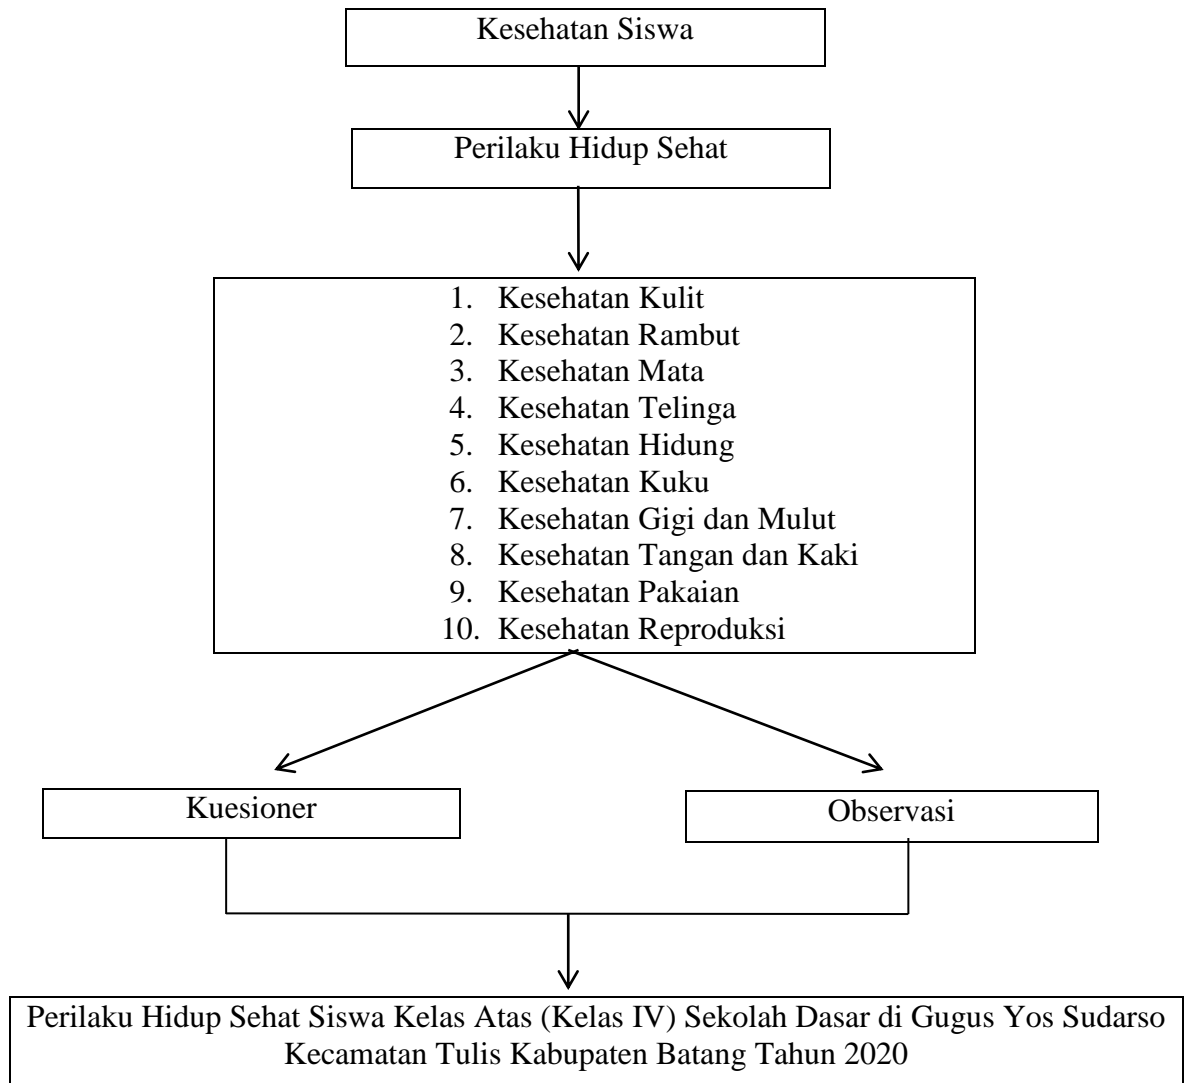 Kesehatan Siswa
Perilaku Hidup Sehat
1. Kesehatan Kulit
2. Kesehatan Rambut
3. Kesehatan Mata
4. Kesehatan Telinga
5. Kesehatan Hidung
6. Kesehatan Kuku
7. Kesehatan Gigi dan Mulut
8. Kesehatan Tangan dan Kaki
9. Kesehatan Pakaian
10. Kesehatan Reproduksi
Kuesioner
Observasi
Perilaku Hidup Sehat Siswa Kelas Atas (Kelas IV) Sekolah Dasar di Gugus Yos Sudarso
Kecamatan Tulis Kabupaten Batang Tahun 2020